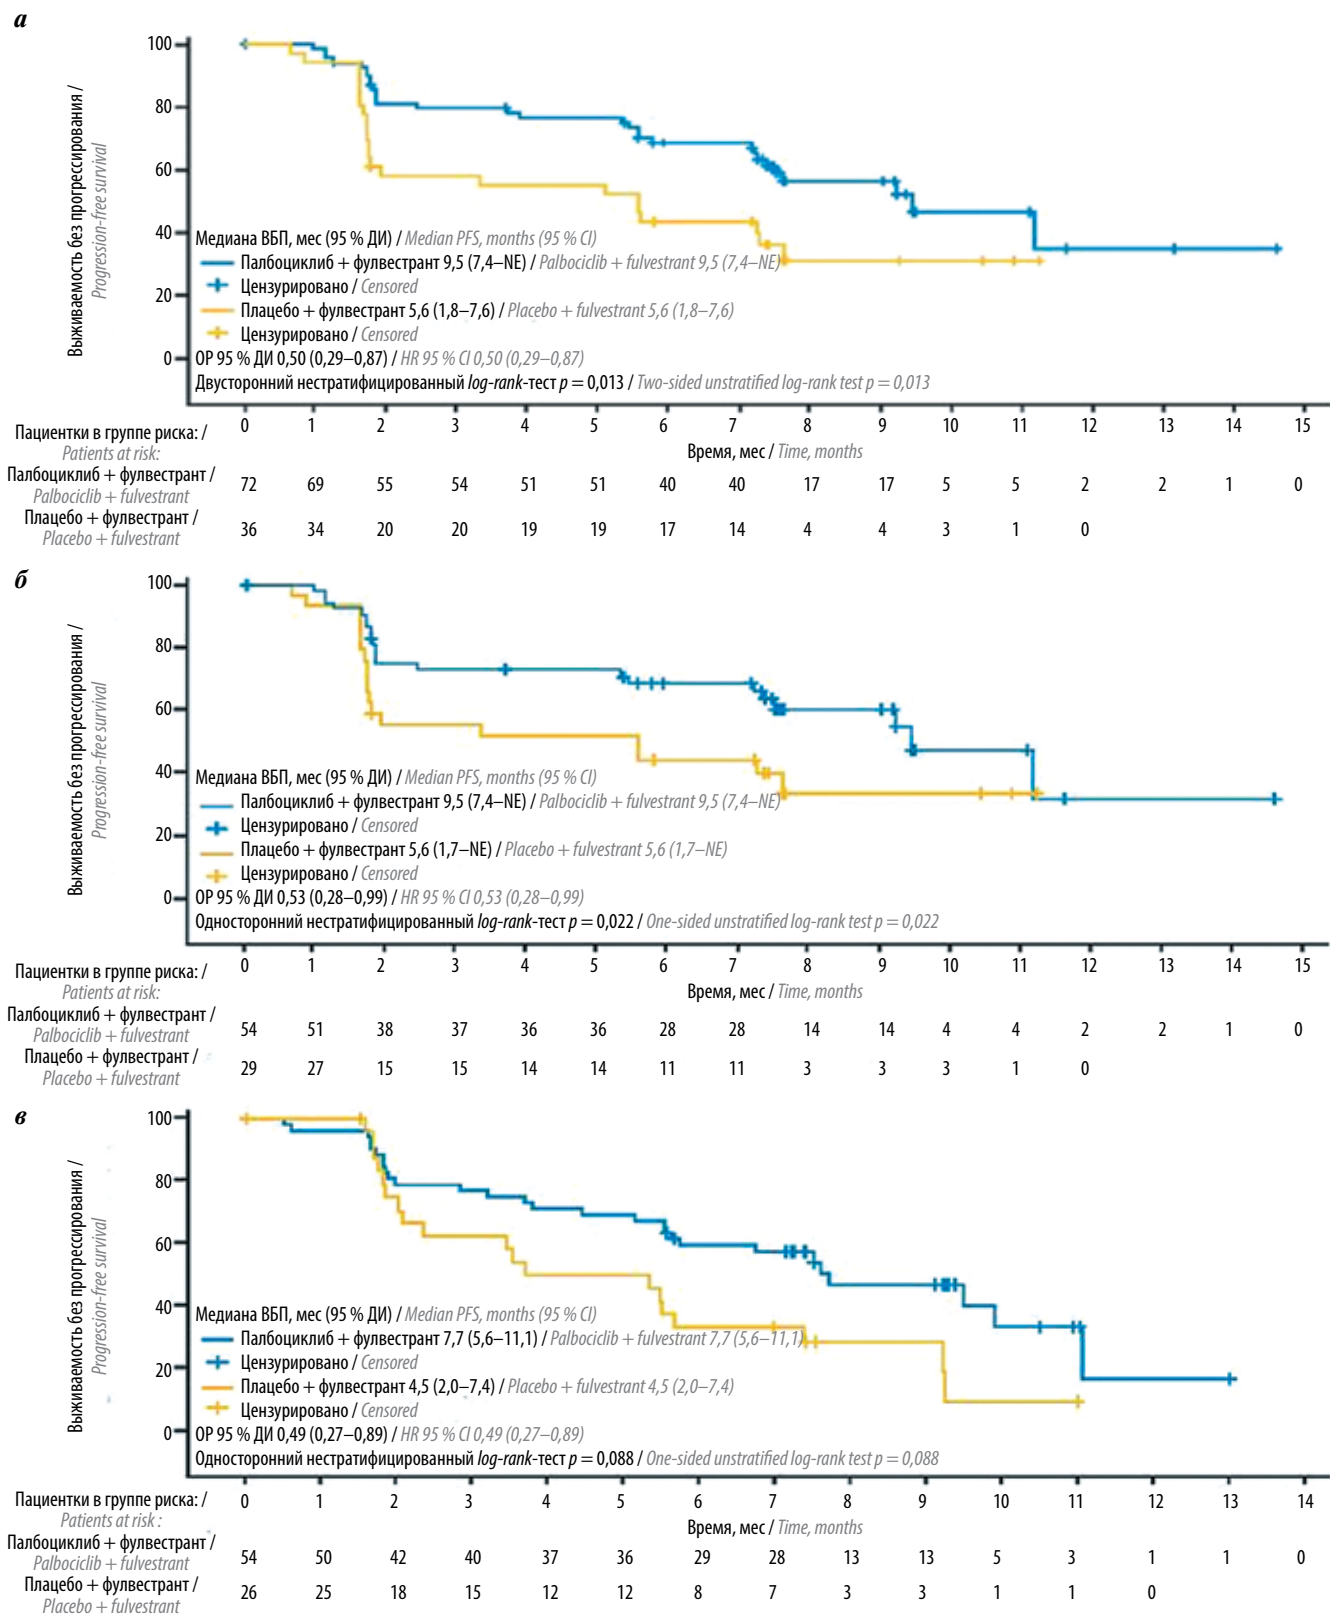 а
Выживаемость без прогрессирования /
Progression-free survival
100
80
60
40
20
0
Медиана ВБП, мес (95 % ДИ) / Median PFS, months (95 % CI)
Палбоциклиб + фулвестрант 9,5 (7,4–NE) / Palbociclib + fulvestrant 9,5 (7,4–NE)
Цензурировано / Censored
Плацебо + фулвестрант 5,6 (1,8–7,6) / Placebo + fulvestrant 5,6 (1,8–7,6)
Цензурировано / Censored
ОР 95 % ДИ 0,50 (0,29–0,87) / HR 95 % CI 0,50 (0,29–0,87)
Двусторонний нестратифицированный log-rank-тест p = 0,013 / Two-sided unstratified log-rank test p = 0,013
0 1 2 3 4 5 6 7 8 9 10 11 12 13 14 15
Время, мес / Time, months
Пациентки в группе риска: /
Patients at risk:
Палбоциклиб + фулвестрант /
Palbociclib + fulvestrant
72 69 55 54 51 51 40 40 17 17 5 5 2 2 1 0
Плацебо + фулвестрант /
Placebo + fulvestrant
36 34 20 20 19 19 17 14 4 4 3 1 0
б
Выживаемость без прогрессирования /
Progression-free survival
100
80
60
40
20
0
Медиана ВБП, мес (95 % ДИ) / Median PFS, months (95 % CI)
Палбоциклиб + фулвестрант 9,5 (7,4–NE) / Palbociclib + fulvestrant 9,5 (7,4–NE)
Цензурировано / Censored
Плацебо + фулвестрант 5,6 (1,7–NE) / Placebo + fulvestrant 5,6 (1,7–NE)
Цензурировано / Censored
ОР 95 % ДИ 0,53 (0,28–0,99) / HR 95 % CI 0,53 (0,28–0,99)
Односторонний нестратифицированный log-rank-тест p = 0,022 / One-sided unstratified log-rank test p = 0,022
0 1 2 3 4 5 6 7 8 9 10 11 12 13 14 15
Время, мес / Time, months
Пациентки в группе риска: /
Patients at risk:
Палбоциклиб + фулвестрант /
Palbociclib + fulvestrant
54 51 38 37 36 36 28 28 14 14 4 4 2 2 1 0
Плацебо + фулвестрант /
Placebo + fulvestrant
29 27 15 15 14 14 11 11 3 3 3 1 0
в
Выживаемость без прогрессирования /
Progression-free survival
100
80
60
40
20
0
Медиана ВБП, мес (95 % ДИ) / Median PFS, months (95 % CI)
Палбоциклиб + фулвестрант 7,7 (5,6–11,1) / Palbociclib + fulvestrant 7,7 (5,6–11,1)
Цензурировано / Censored
Плацебо + фулвестрант 4,5 (2,0–7,4) / Placebo + fulvestrant 4,5 (2,0–7,4)
Цензурировано / Censored
ОР 95 % ДИ 0,49 (0,27–0,89) / HR 95 % CI 0,49 (0,27–0,89)
Односторонний нестратифицированный log-rank-тест p = 0,088 / One-sided unstratified log-rank test p = 0,088
0 1 2 3 4 5 6 7 8 9 10 11 12 13 14
Время, мес / Time, months
Пациентки в группе риска: /
Patients at risk :
Палбоциклиб + фулвестрант /
Palbociclib + fulvestrant
54 50 42 40 37 36 29 28 13 13 5 3 1 1 0
Плацебо + фулвестрант /
Placebo + fulvestrant
26 25 18 15 12 12 8 7 3 3 1 1 0